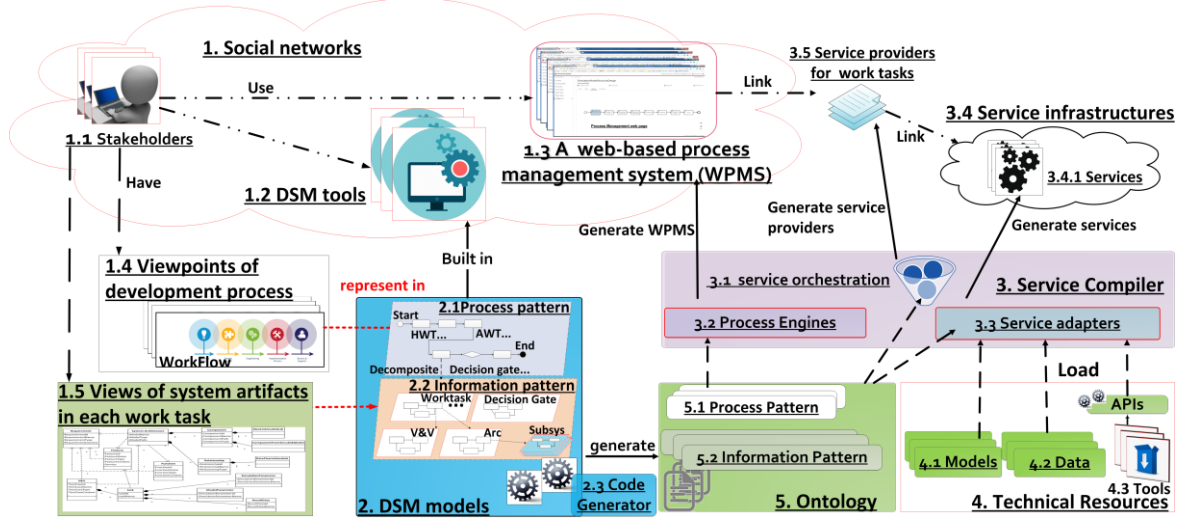 1. Social networks
3.5 Service providers
for work tasks
Use
Link
3.4 Service infrastructures
Link
1.1 Stakeholders
Process Management web page
1.3 A web-based process
management system (WPMS)
3.4.1 Services
Have
1.2 DSM tools
Generate WPMS
Generate service
providers
Generate services
Built in
1.4 Viewpoints of
development process
represent in
WorkFlow
3.1 service orchestration
3. Service Compiler
3.2 Process Engines
3.3 Service adapters
2.1Process pattern
Start
HWT...
AWT...
End
Decomposite
Decision gate...
1.5 Views of system artifacts
in each work task
2.2 Information pattern
Worktask
Decision Gate
V&V
Arc
Subsys
generate
2. DSM models
2.3 Code
Generator
5.1 Process Pattern
5.2 Information Pattern
5. Ontology
Load
APIs
4.1 Models
4.2 Data
4.3 Tools
4. Technical Resources